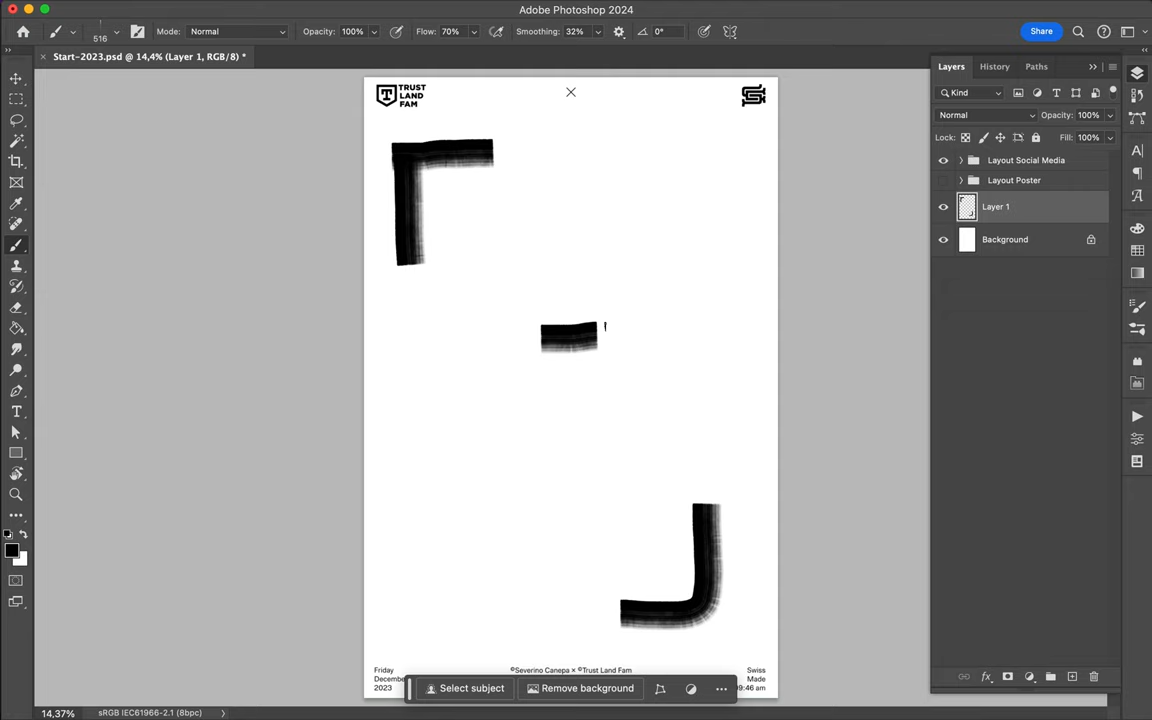 Adobe Photoshop 2024
516
Mode: Normal
Opacity: 100%
Flow: 70%
Smoothing: 32%
0°
Share
× Start-2023.psd @ 14,4% (Layer 1, RGB/8) *
Layers
History
Paths
Kind
Normal
Opacity: 100%
Lock:
Fill: 100%
Layout Social Media
Layout Poster
Layer 1
Background
TRUST
LAND
FAM
Friday
2023
©Severino Canepa × ©Trust Land Fam
Swiss
Made
9:46 am
Select subject
Remove background
14,37%
sRGB IEC61966-2.1 (8bpc)